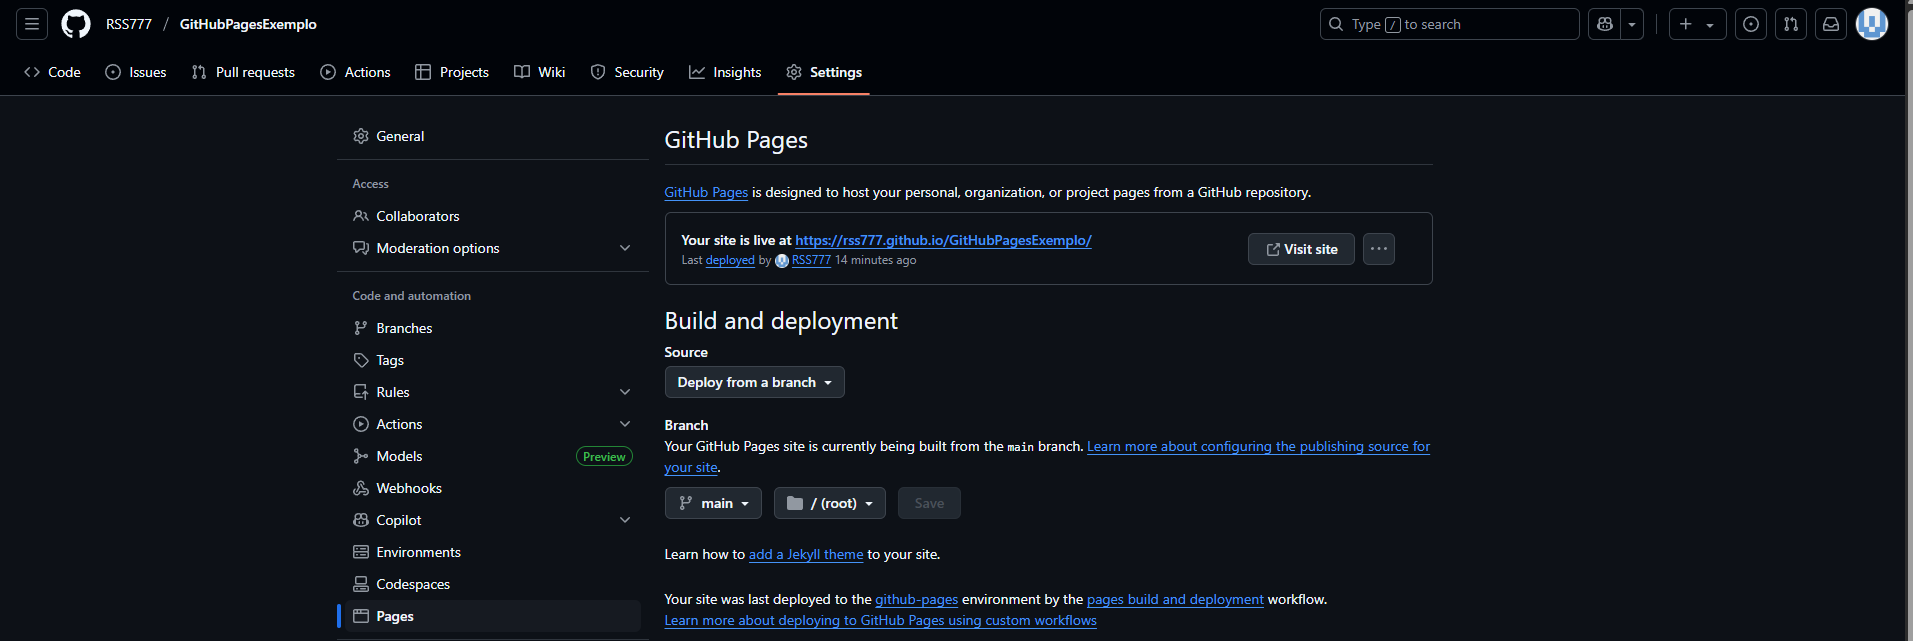 RSS777 / GitHubPagesExemplo
Type / to search
Code
Issues
Pull requests
Actions
Projects
Wiki
Security
Insights
Settings
General
Access
Collaborators
Moderation options
Code and automation
Branches
Tags
Rules
Actions
Models Preview
Webhooks
Copilot
Environments
Codespaces
Pages
GitHub Pages
GitHub Pages is designed to host your personal, organization, or project pages from a GitHub repository.
Your site is live at https://rss777.github.io/GitHubPagesExemplo/
Last deployed by RSS777 14 minutes ago
Visit site
Build and deployment
Source
Deploy from a branch
Branch
Your GitHub Pages site is currently being built from the main branch. Learn more about configuring the publishing source for
your site.
main
/ (root)
Save
Learn how to add a Jekyll theme to your site.
Your site was last deployed to the github-pages environment by the pages build and deployment workflow.
Learn more about deploying to GitHub Pages using custom workflows